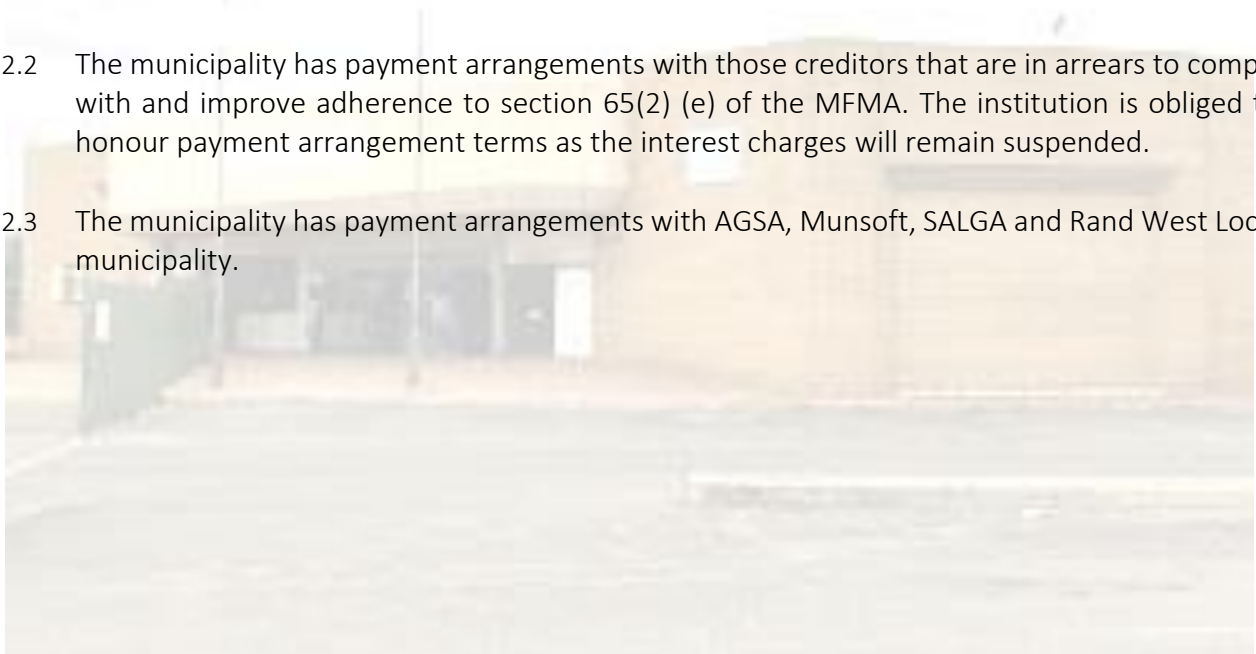 2.2 The municipality has payment arrangements with those creditors that are in arrears to comp
with and improve adherence to section 65(2) (e) of the MFMA. The institution is obliged t
honour payment arrangement terms as the interest charges will remain suspended.
2.3 The municipality has payment arrangements with AGSA, Munsoft, SALGA and Rand West Loc
municipality.